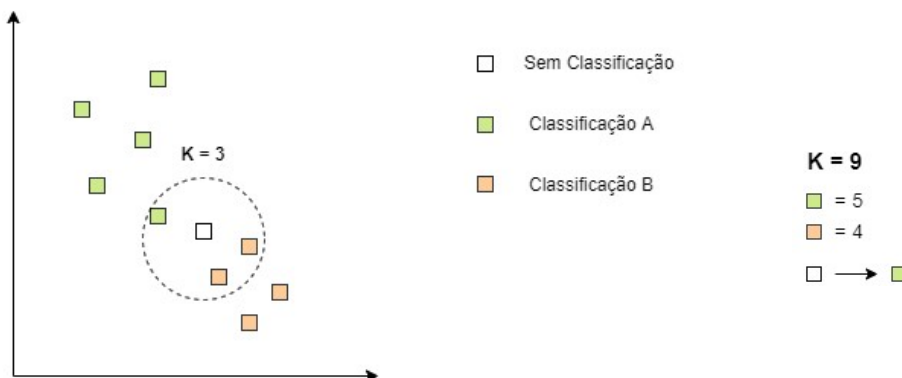 Sem Classificação
Classificação A
K = 3
Classificação B
K = 9
= 5
= 4